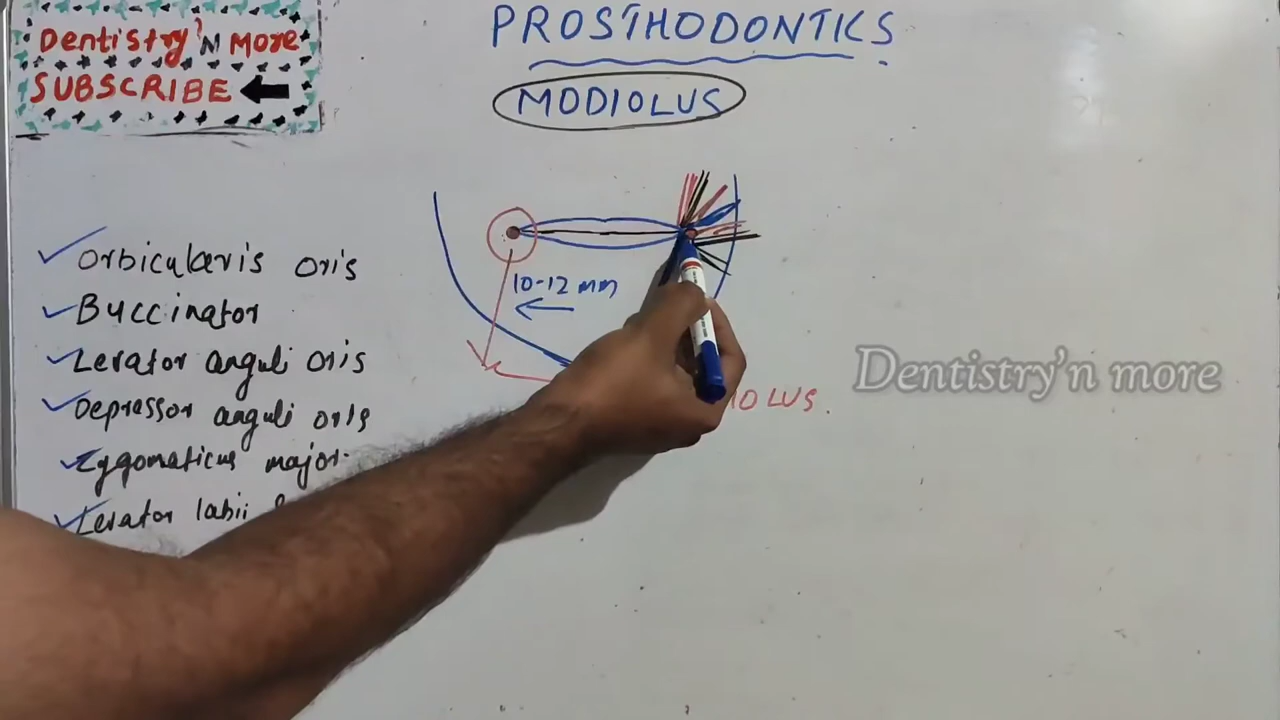 PROSTHODONTICS
Dentistry 'N More
SUBSCRIBE
MODIOLUS
Orbicularis oris
Buccinator
Levator anguli oris
Depressor anguli oris
Zygomaticus major
Levator labii
10-12 mm
OLUS.
Dentistry'n more